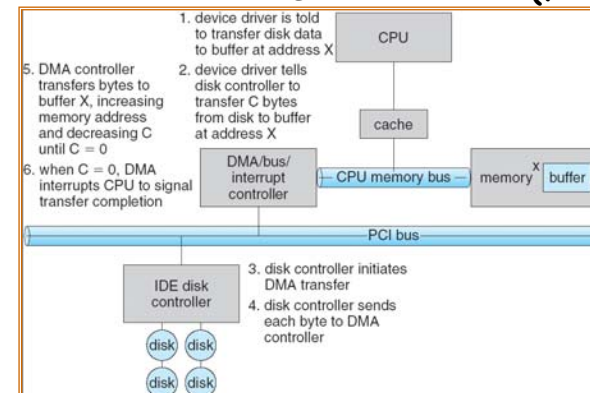 1. device driver is told
to transfer disk data
to buffer at address X
CPU
5. DMA controller
transfers bytes to
buffer X, increasing
memory address
and decreasing C
until C = 0
2. device driver tells
disk controller to
transfer C bytes
from disk to buffer
at address X
cache
6. when C = 0, DMA
interrupts CPU to signal
transfer completion
DMA/bus/
interrupt
controller
CPU memory bus
memory
x
buffer
PCI bus
IDE disk
controller
3. disk controller initiates
DMA transfer
4. disk controller sends
each byte to DMA
controller
disk
disk
disk
disk